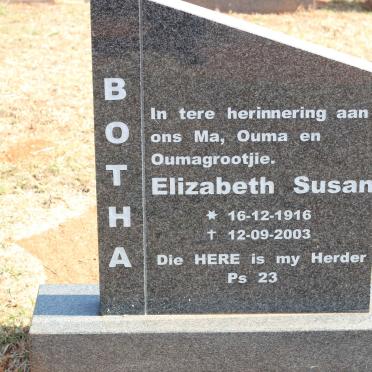 BOTHA
In tere herinnering aan
ons Ma, Ouma en
Oumagrootjie.
Elizabeth Susan
* 16-12-1916
† 12-09-2003
Die HERE is my Herder
Ps 23